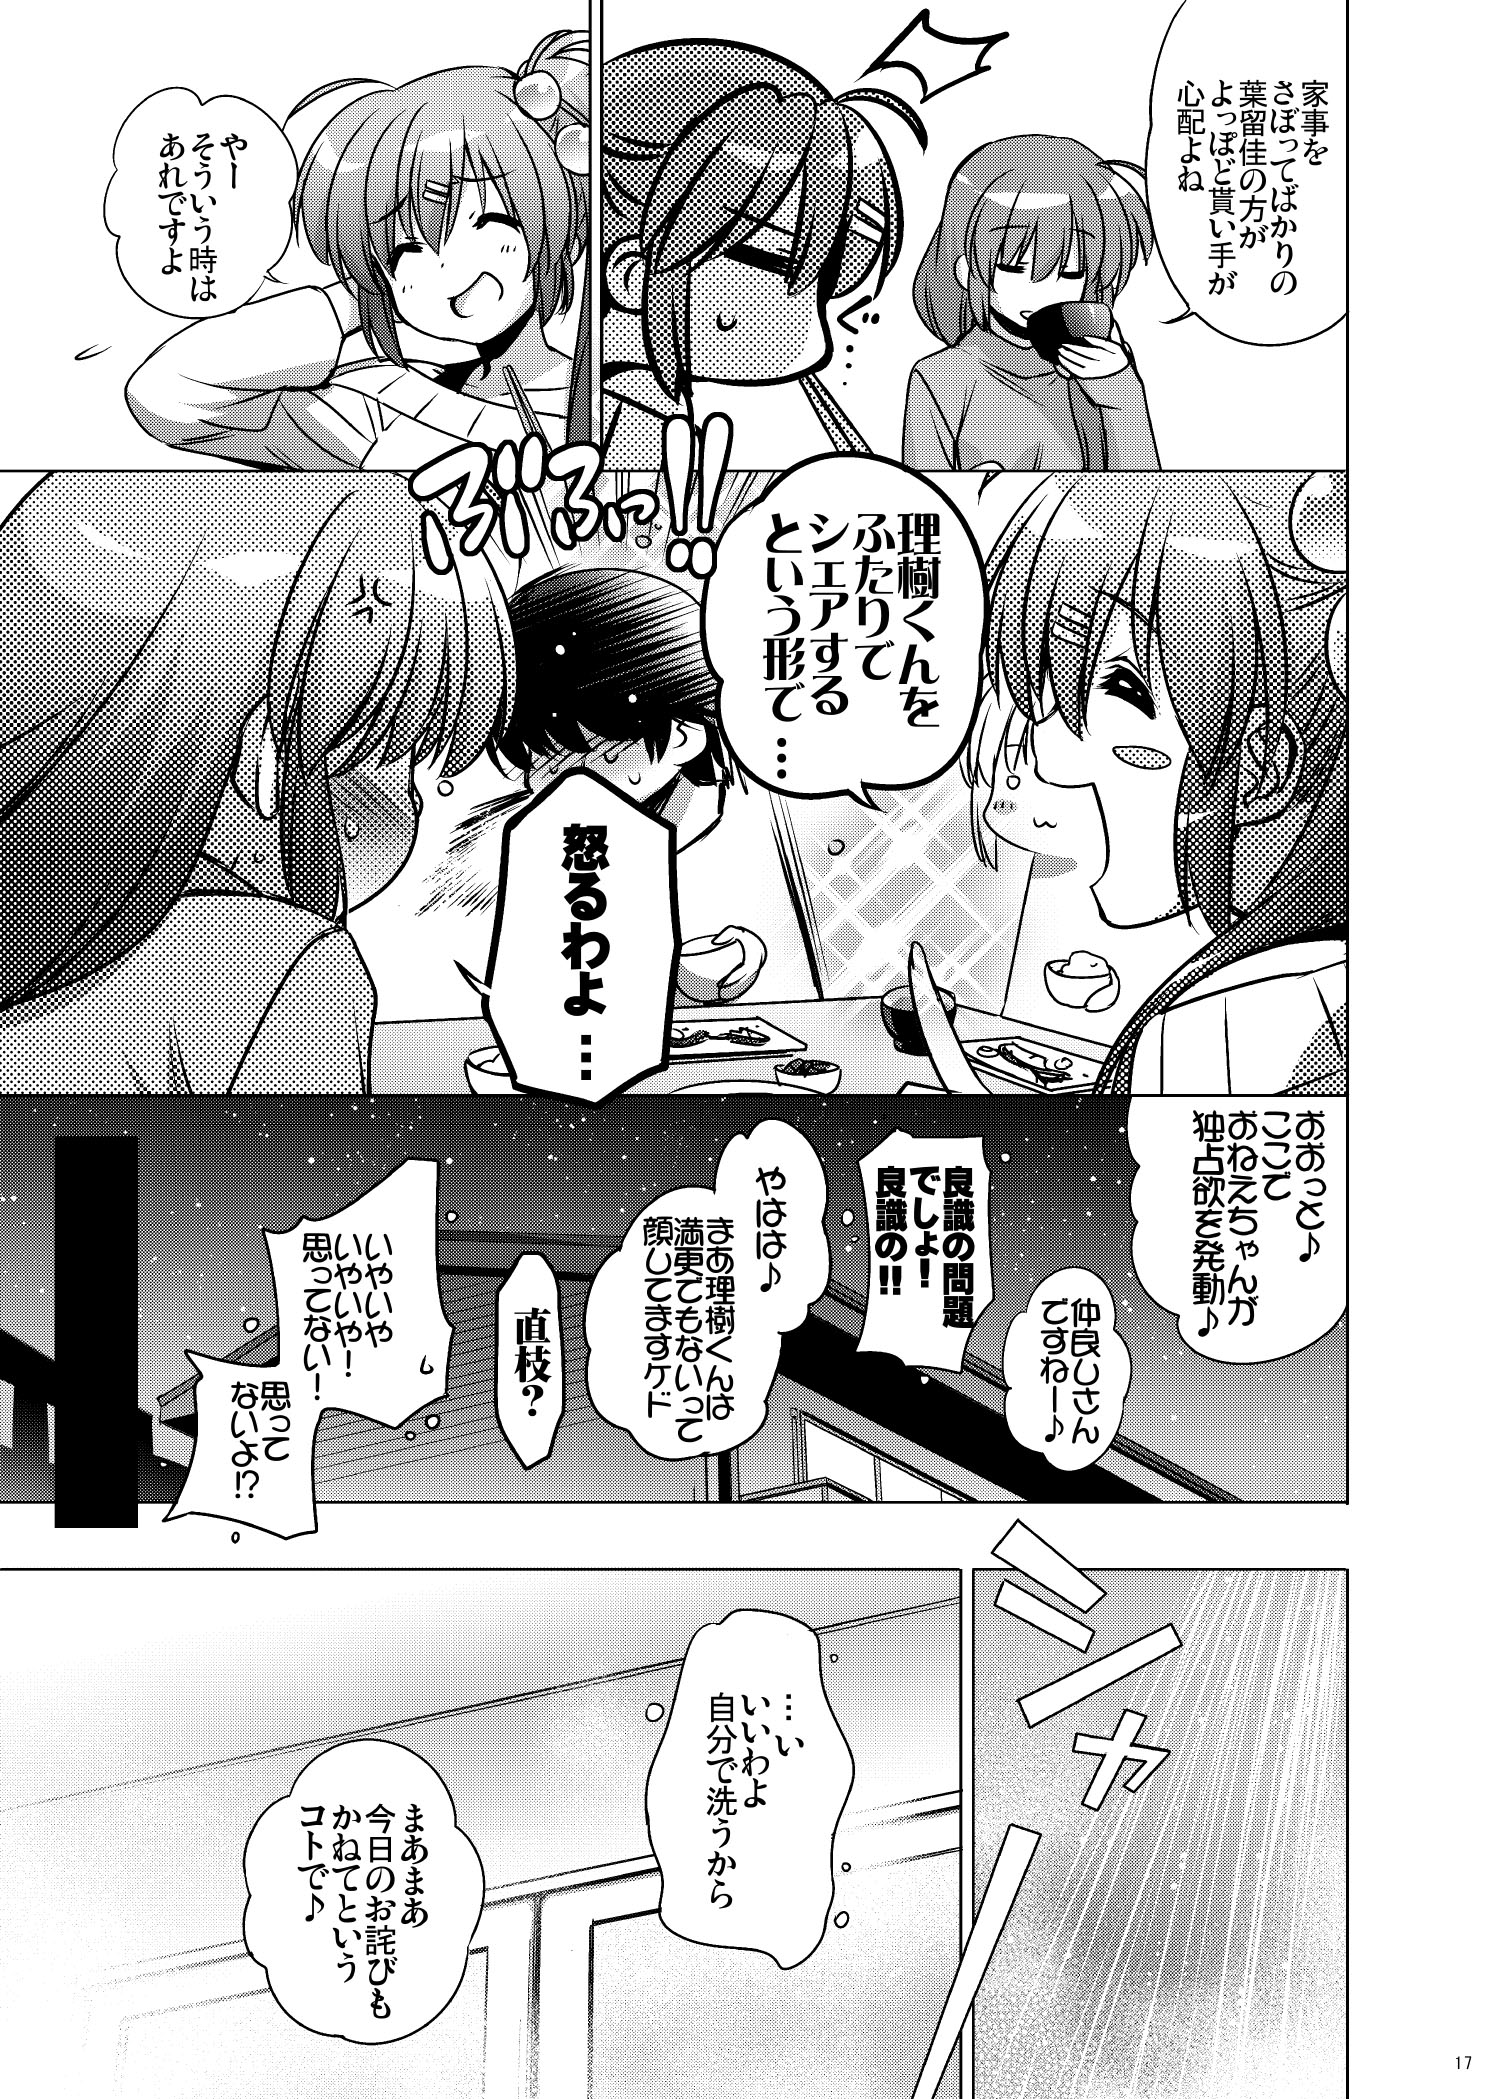 家事を
さぼってばかりの
葉留佳の方が
よっぽど貰い手が
心配よね
ぐ゛…
やー
そういう時は
あれですよ
理樹くんを
ふたりで
シェアする
という形で…
ぶふっ!!
怒るわよ…
おおっと♪
ここで
おねえちゃんが
独占欲を発動♪
仲良しさん
ですねー♪
良識の問題
でしょ!
良識の!!
やはは♪
まあ理樹くんは
満更でもないって
顔してますケド
直枝?
いやいや
いやいや!
思ってない!
思って
ないよ!?
シャー
…い
いいわよ
自分で洗うから
まあまあ
今日のお詫びも
かねてという
コトで♪
17